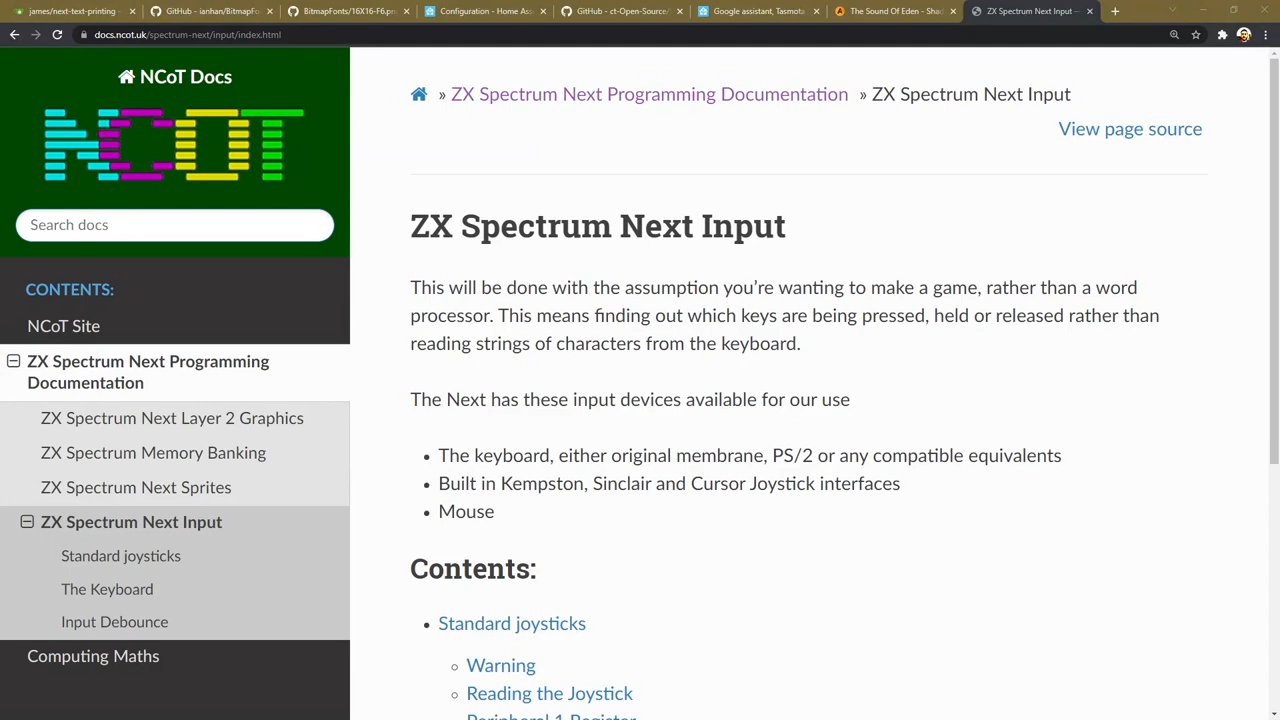 james/next-text-printing -
GitHub - ianhan/BitmapFo
BitmapFonts/16X16-F6.pn
Configuration - Home Ass
GitHub - ct-Open-Source/
Google assistant, Tasmota
The Sound Of Eden - Shad
ZX Spectrum Next Input —
docs.ncot.uk/spectrum-next/input/index.html
NCoT Docs
NCOT
Search docs
CONTENTS:
NCoT Site
ZX Spectrum Next Programming
Documentation
ZX Spectrum Next Layer 2 Graphics
ZX Spectrum Memory Banking
ZX Spectrum Next Sprites
ZX Spectrum Next Input
Standard joysticks
The Keyboard
Input Debounce
Computing Maths
» ZX Spectrum Next Programming Documentation » ZX Spectrum Next Input
View page source
ZX Spectrum Next Input
This will be done with the assumption you’re wanting to make a game, rather than a word
processor. This means finding out which keys are being pressed, held or released rather than
reading strings of characters from the keyboard.
The Next has these input devices available for our use
• The keyboard, either original membrane, PS/2 or any compatible equivalents
• Built in Kempston, Sinclair and Cursor Joystick interfaces
• Mouse
Contents:
• Standard joysticks
◦ Warning
◦ Reading the Joystick
◦ Peripheral 1 Register